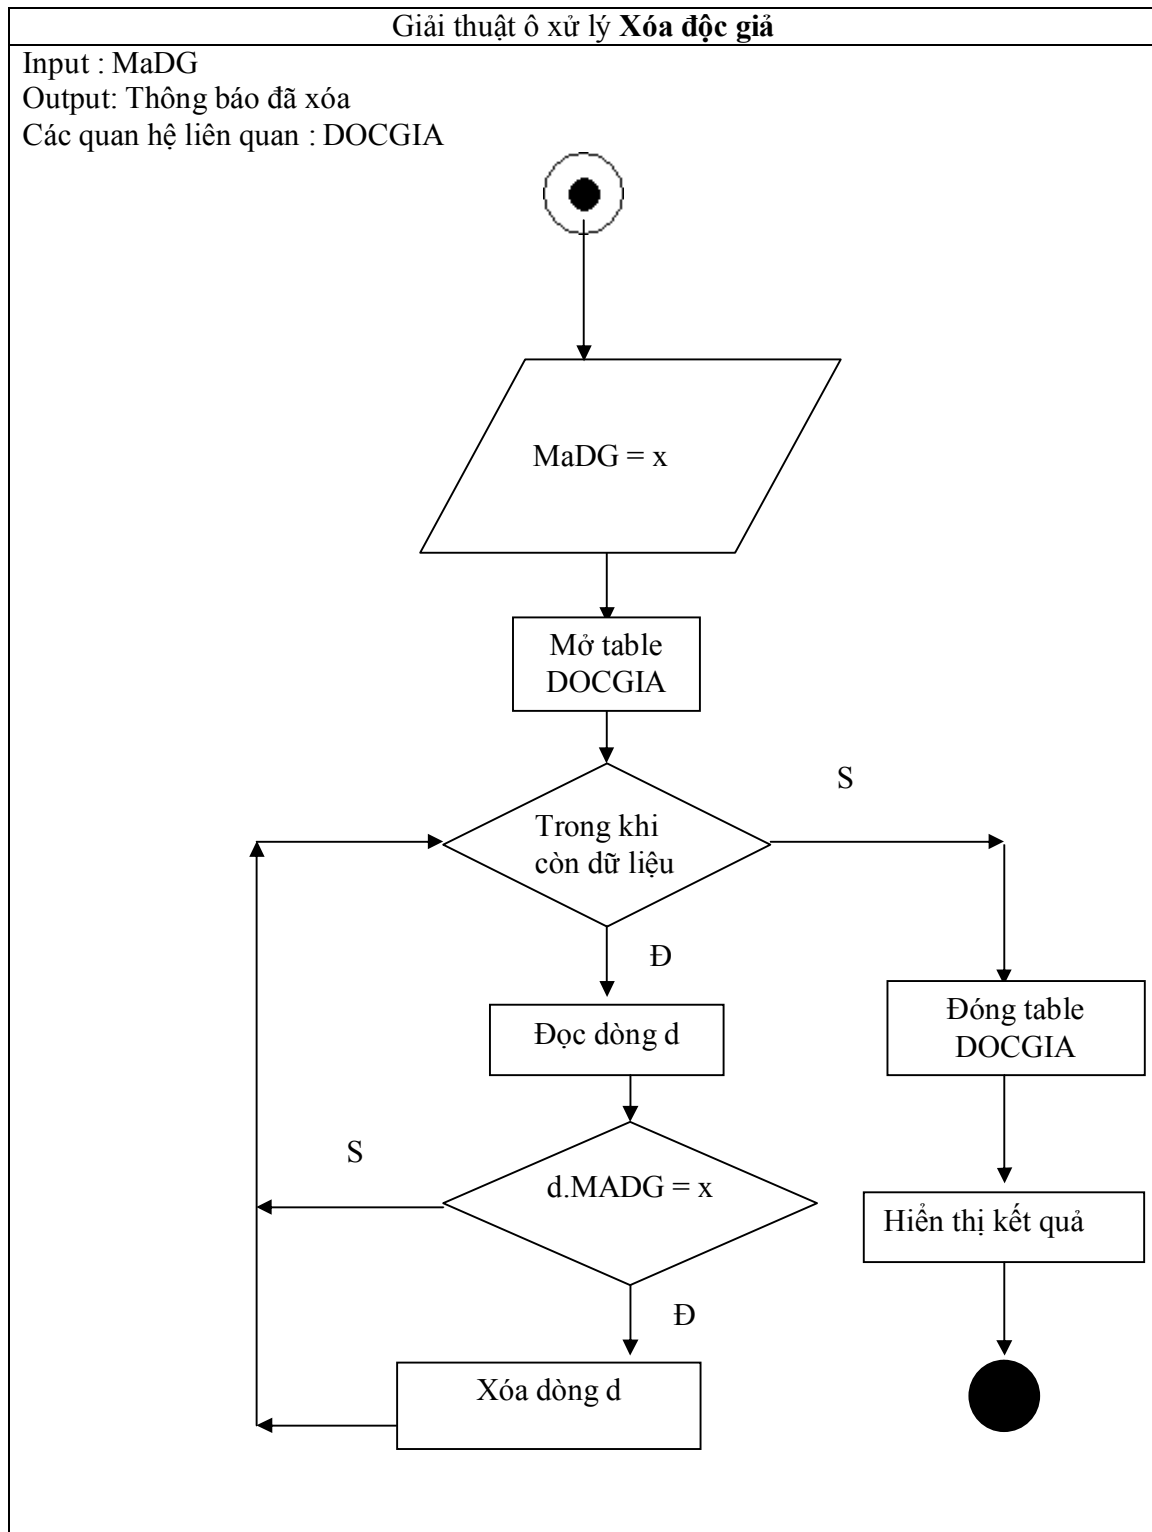 Giải thuật ô xử lý Xóa độc giả
Input : MaDG
Output: Thông báo đã xóa
Các quan hệ liên quan : DOCGIA
MaDG = x
Mở table
DOCGIA
S
Trong khi
còn dữ liệu
Đ
Đọc dòng d
Đóng table
DOCGIA
S
d.MADG = x
Hiển thị kết quả
Đ
Xóa dòng d